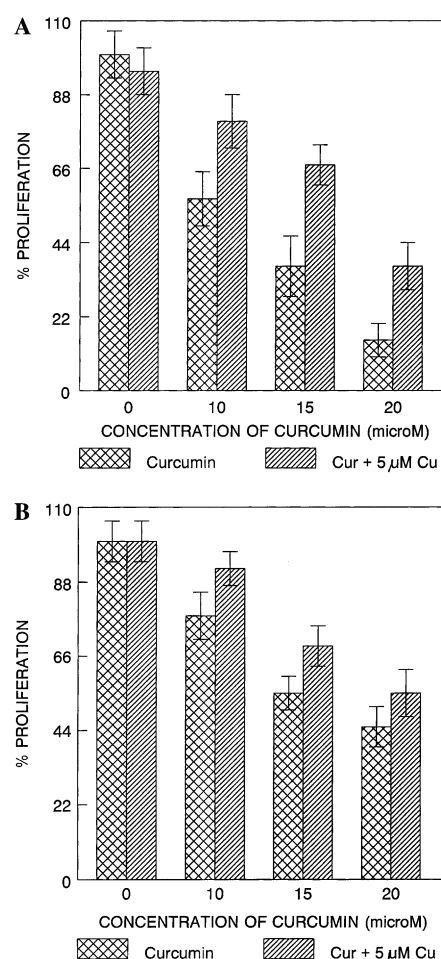 A
110
88
66
44
22
0
% PROLIFERATION
0 10 15 20
CONCENTRATION OF CURCUMIN (microM)
Curcumin Cur + 5 µM Cu
B
110
88
66
44
22
0
% PROLIFERATION
0 10 15 20
CONCENTRATION OF CURCUMIN (microM)
Curcumin Cur + 5 µM Cu